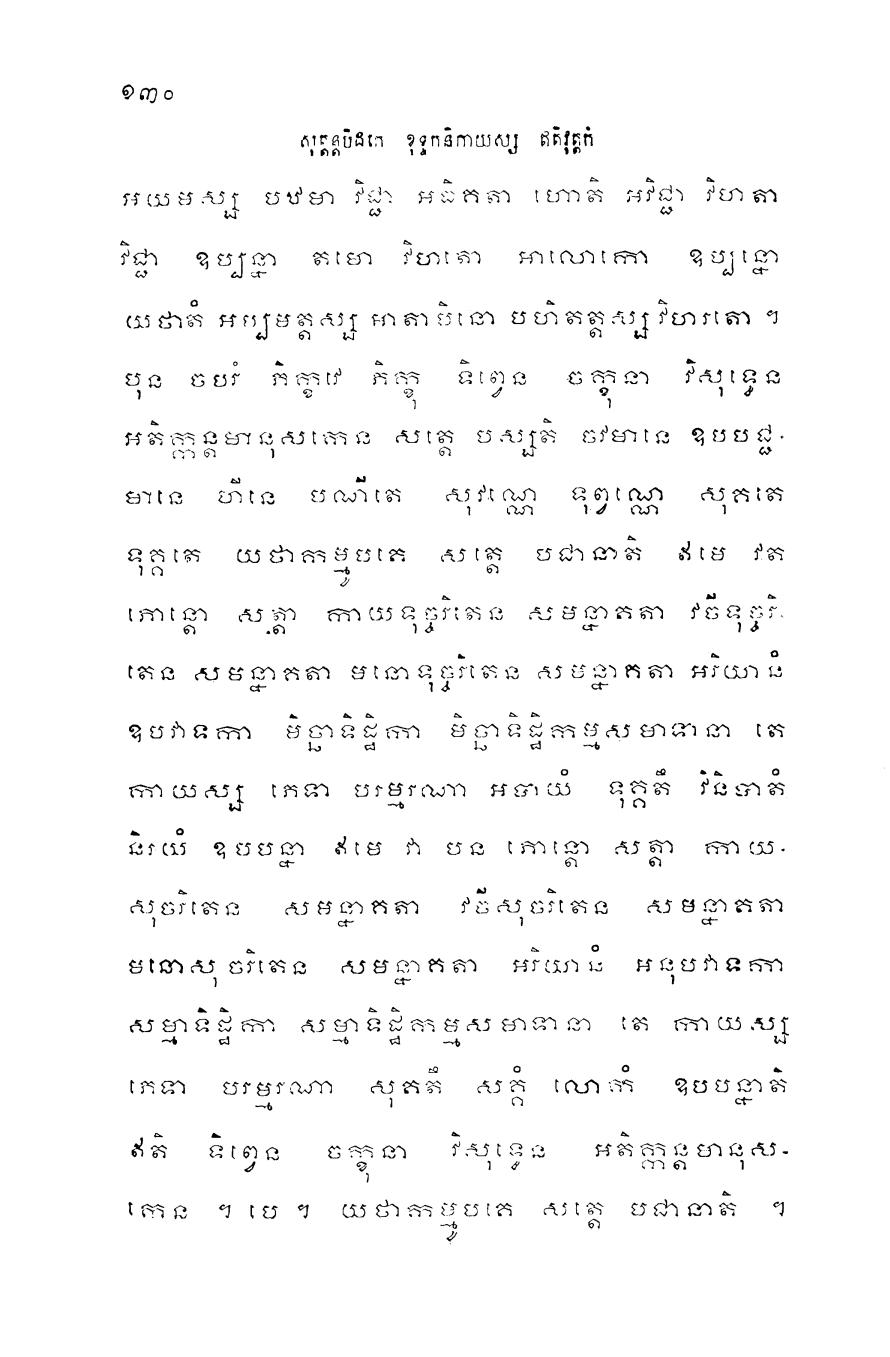 ១៣០
សុត្តន្តបិដកេ ខុទ្ទកនិកាយស្ស ឥតិវុត្តកំ
អយមស្ស បឋមា វិជ្ជា អធិគតា ហោតិ អវិជ្ជា វិហតា
វិជ្ជា ឧប្បន្នា តមោ វិហតោ អាលោកោ ឧប្បន្នោ
យថាតំ អប្បមត្តស្ស អាតាបិនោ បហិតត្តស្ស វិហរតោ ។
បុន ចបរំ ភិក្ខវេ ភិក្ខុ ទិព្វេន ចក្ខុនា វិសុទ្ធេន
អតិក្កន្តមានុសកេន សត្តេ បស្សតិ ចវមានេ ឧបបជ្ជ-
មានេ ហីនេ បណីតេ សុវណ្ណេ ទុព្វណ្ណេ សុគតេ
ទុគ្គតេ យថាកម្មូបគេ សត្តេ បជានាតិ ឥមេ វត
ភោន្តោ សត្តា កាយទុច្ចរិតេន សមន្នាគតា វចីទុច្ចរិ-
តេន សមន្នាគតា មនោទុច្ចរិតេន សមន្នាគតា អរិយានំ
ឧបវាទកា មិច្ឆាទិដ្ឋិកា មិច្ឆាទិដ្ឋិកម្មសមាទានា តេ
កាយស្ស ភេទា បរម្មរណា អបាយំ ទុគ្គតឹ វិនិបាតំ
និរយំ ឧបបន្នា ឥមេ វា បន ភោន្តោ សត្តា កាយ-
សុចរិតេន សមន្នាគតា វចីសុចរិតេន សមន្នាគតា
មនោសុចរិតេន សមន្នាគតា អរិយានំ អនុបវាទកា
សម្មាទិដ្ឋិកា សម្មាទិដ្ឋិកម្មសមាទានា តេ កាយស្ស
ភេទា បរម្មរណា សុគតឹ សគ្គំ លោកំ ឧបបន្នាតិ
ឥតិ ទិព្វេន ចក្ខុនា វិសុទ្ធេន អតិក្កន្តមានុស-
កេន ។ បេ ។ យថាកម្មូបគេ សត្តេ បជានាតិ ។